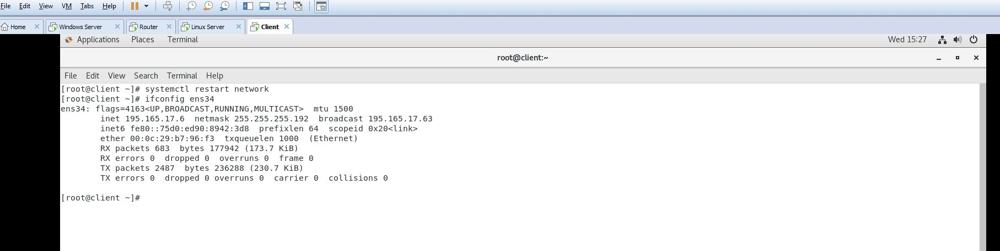 File Edit View VM Tabs Help
Home Windows Server Router Linux Server Client
Applications Places Terminal Wed 15:27
root@client:~
File Edit View Search Terminal Help
[root@client ~]# systemctl restart network
[root@client ~]# ifconfig ens34
ens34: flags=4163<UP,BROADCAST,RUNNING,MULTICAST>  mtu 1500
        inet 195.165.17.6  netmask 255.255.255.192  broadcast 195.165.17.63
        inet6 fe80::75d0:ed90:8942:3d8  prefixlen 64  scopeid 0x20<link>
        ether 00:0c:29:b7:96:f3  txqueuelen 1000  (Ethernet)
        RX packets 683  bytes 177942 (173.7 KiB)
        RX errors 0  dropped 0  overruns 0  frame 0
        TX packets 2487  bytes 236288 (230.7 KiB)
        TX errors 0  dropped 0 overruns 0  carrier 0  collisions 0
[root@client ~]#